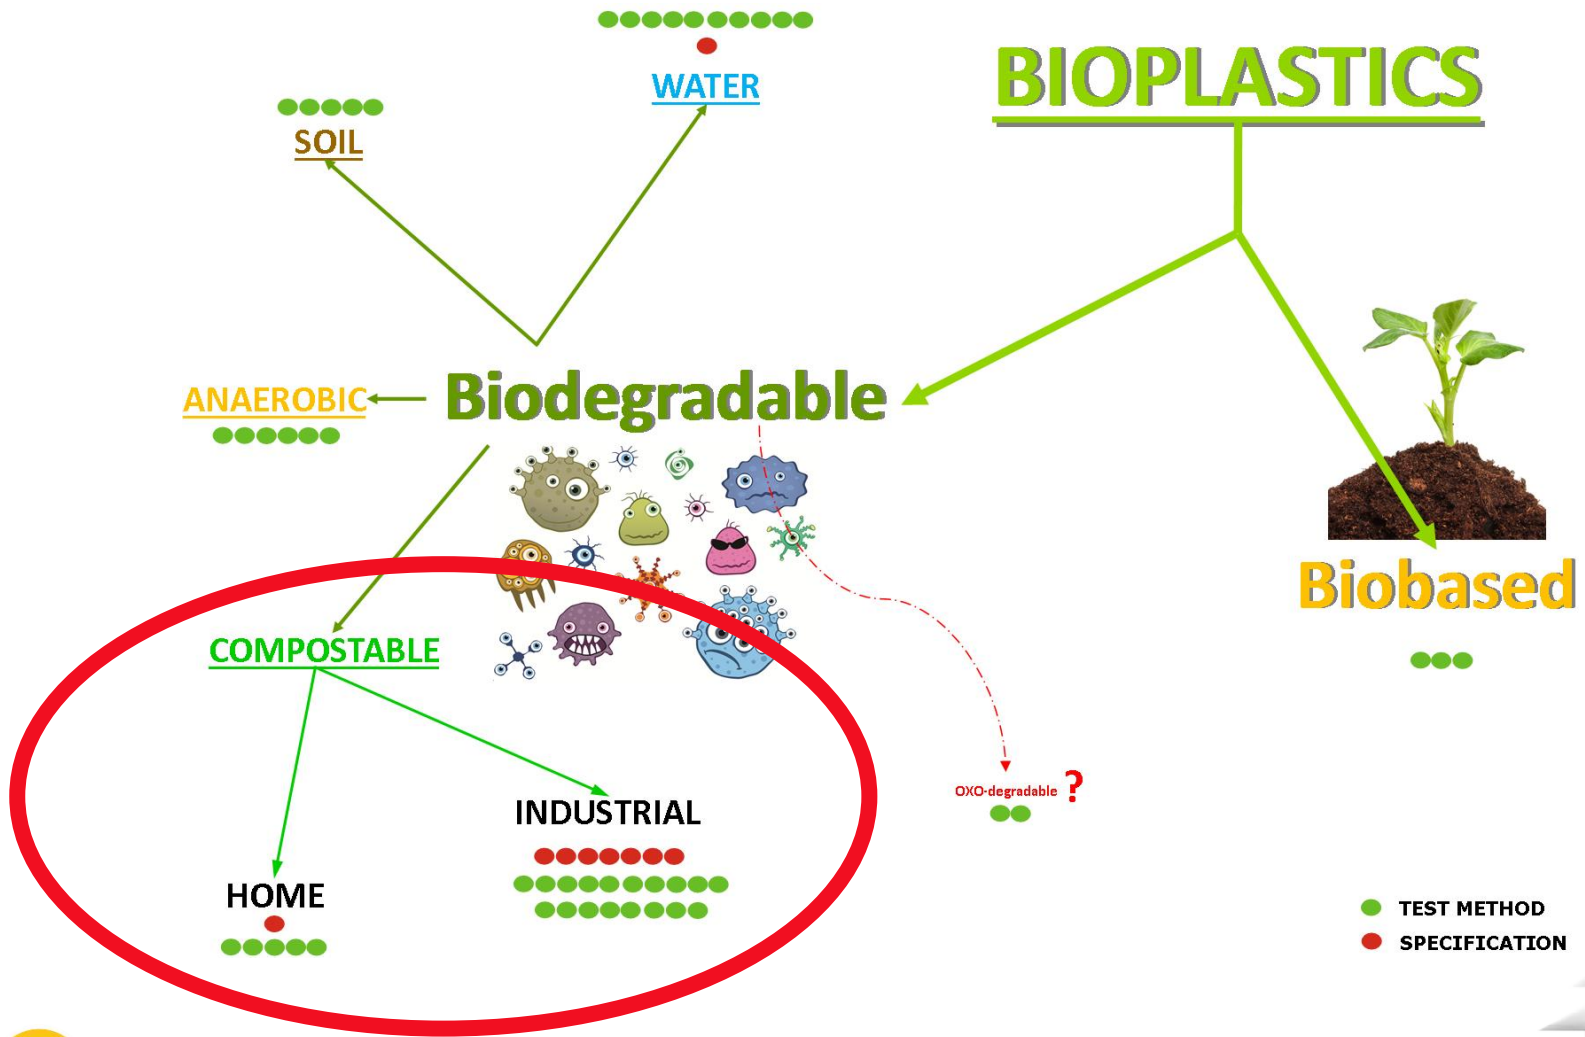 BIOPLASTICS
WATER
SOIL
Biodegradable
ANAEROBIC
Biobased
COMPOSTABLE
OXO-degradable ?
INDUSTRIAL
HOME
TEST METHOD
SPECIFICATION